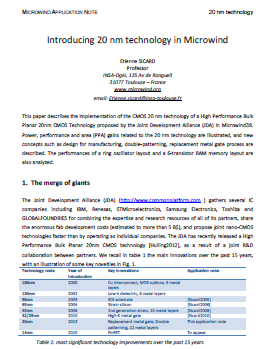 MICROWIND APPLICATION NOTE 20 nm technology
Introducing 20 nm technology in Microwind
Etienne SICARD
Professor
INSA-Dgei, 135 Av de Rangueil
31077 Toulouse – France
www.microwind.org
email: Etienne.sicard@insa-toulouse.fr
This paper describes the implementation of the CMOS 20 nm technology of a High Performance Bulk
Planar 20nm CMOS Technology proposed by the Joint Development Alliance (JDA) in Microwind38.
Power, performance and area (PPA) gains related to the 20 nm technology are illustrated, and new
concepts such as design for manufacturing, double-patterning, replacement metal gate process are
described. The performances of a ring oscillator layout and a 6-transistor RAM memory layout are
also analyzed.
1. The merge of giants
The Joint Development Alliance (JDA) (http://www.commonplatform.com ) gathers several IC
companies including IBM, Renesas, STMicroelectronics, Samsung Electronics, Toshiba and
GLOBALFOUNDRIES for combining the expertise and research resources of all of its partners, share
the enormous fab development costs (estimated to more than 5 B$), and propose joint nano-CMOS
technologies faster than by operating as individual companies. The JDA has recently released a High
Performance Bulk Planar 20nm CMOS technology [Huiling2012], as a result of a joint R&D
collaboration between partners. We recall in table 1 the main innovations over the past 15 years,
with an illustration of some key novelties in Fig. 1.
Technology node Year of Introduction Key Innovations Application note
180nm 2000 Cu interconnect, MOS options, 6 metal layers
130nm 2002 Low-k dielectric, 8 metal layers
90nm 2003 SOI substrate [Sicard2005]
65nm 2004 Strain silicon [Sicard2006]
45nm 2008 2nd generation strain, 10 metal layers [Sicard2008]
32/28nm 2010 High-K metal gate [Sicard2010]
20nm 2013 Replacement metal gate, Double patterning, 12 metal layers This application note
14nm 2015 FinFET To appear
Table 1: most significant technology improvements over the past 15 years